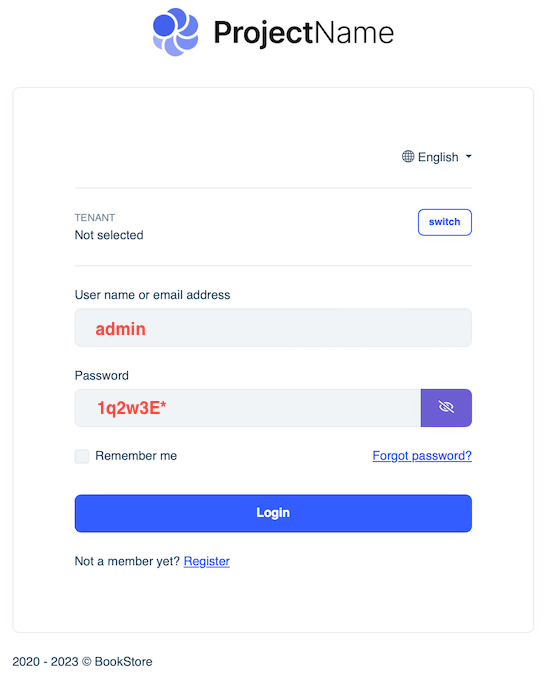 ProjectName
English
TENANT
Not selected
switch
User name or email address
admin
Password
1q2w3E*
Remember me
Forgot password?
Login
Not a member yet? Register
2020 - 2023 © BookStore